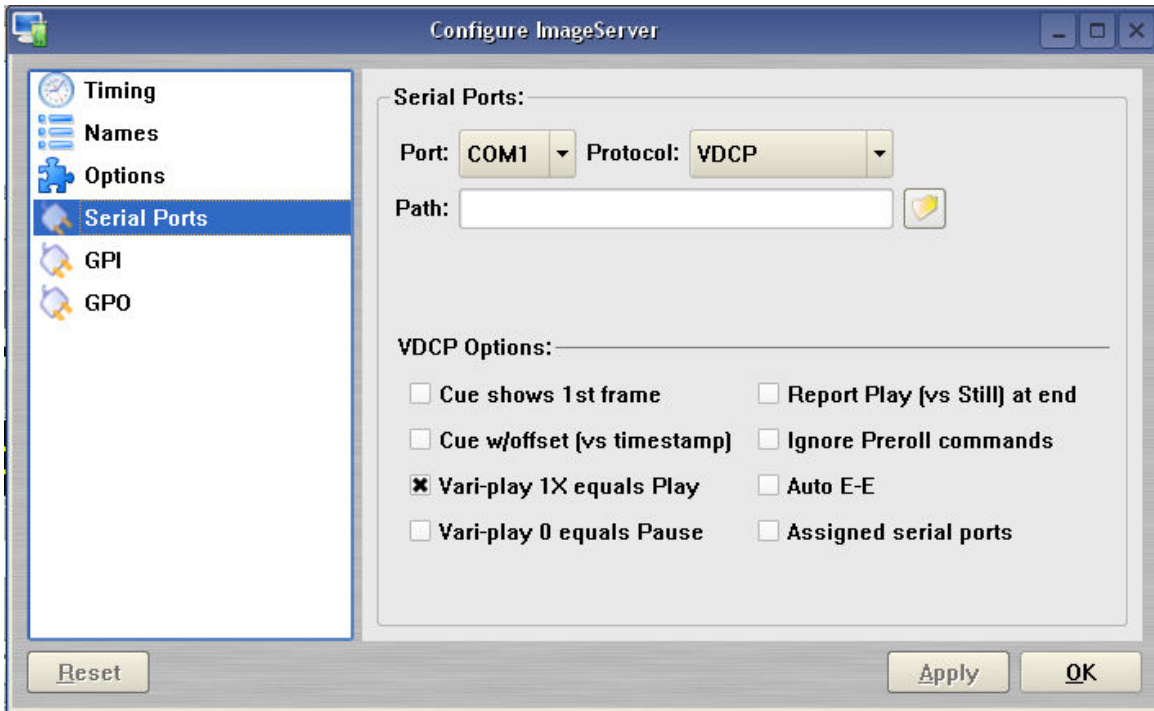 Configure ImageServer
Timing
Names
Options
Serial Ports
GPI
GPO
Serial Ports:
Port: COM1 Protocol: VDCP
Path:
VDCP Options:
Cue shows 1st frame
Report Play (vs Still) at end
Cue w/offset (vs timestamp)
Ignore Preroll commands
Vari-play 1X equals Play
Auto E-E
Vari-play 0 equals Pause
Assigned serial ports
Reset
Apply
OK